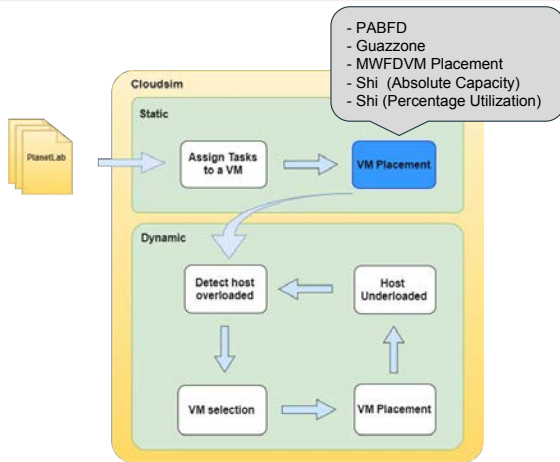 - PABFD
- Guazzone
- MWFDVM Placement
- Shi (Absolute Capacity)
- Shi (Percentage Utilization)
Cloudsim
Static
PlanetLab
Assign Tasks
to a VM
VM Placement
Dynamic
Detect host
overloaded
Host
Underloaded
VM selection
VM Placement